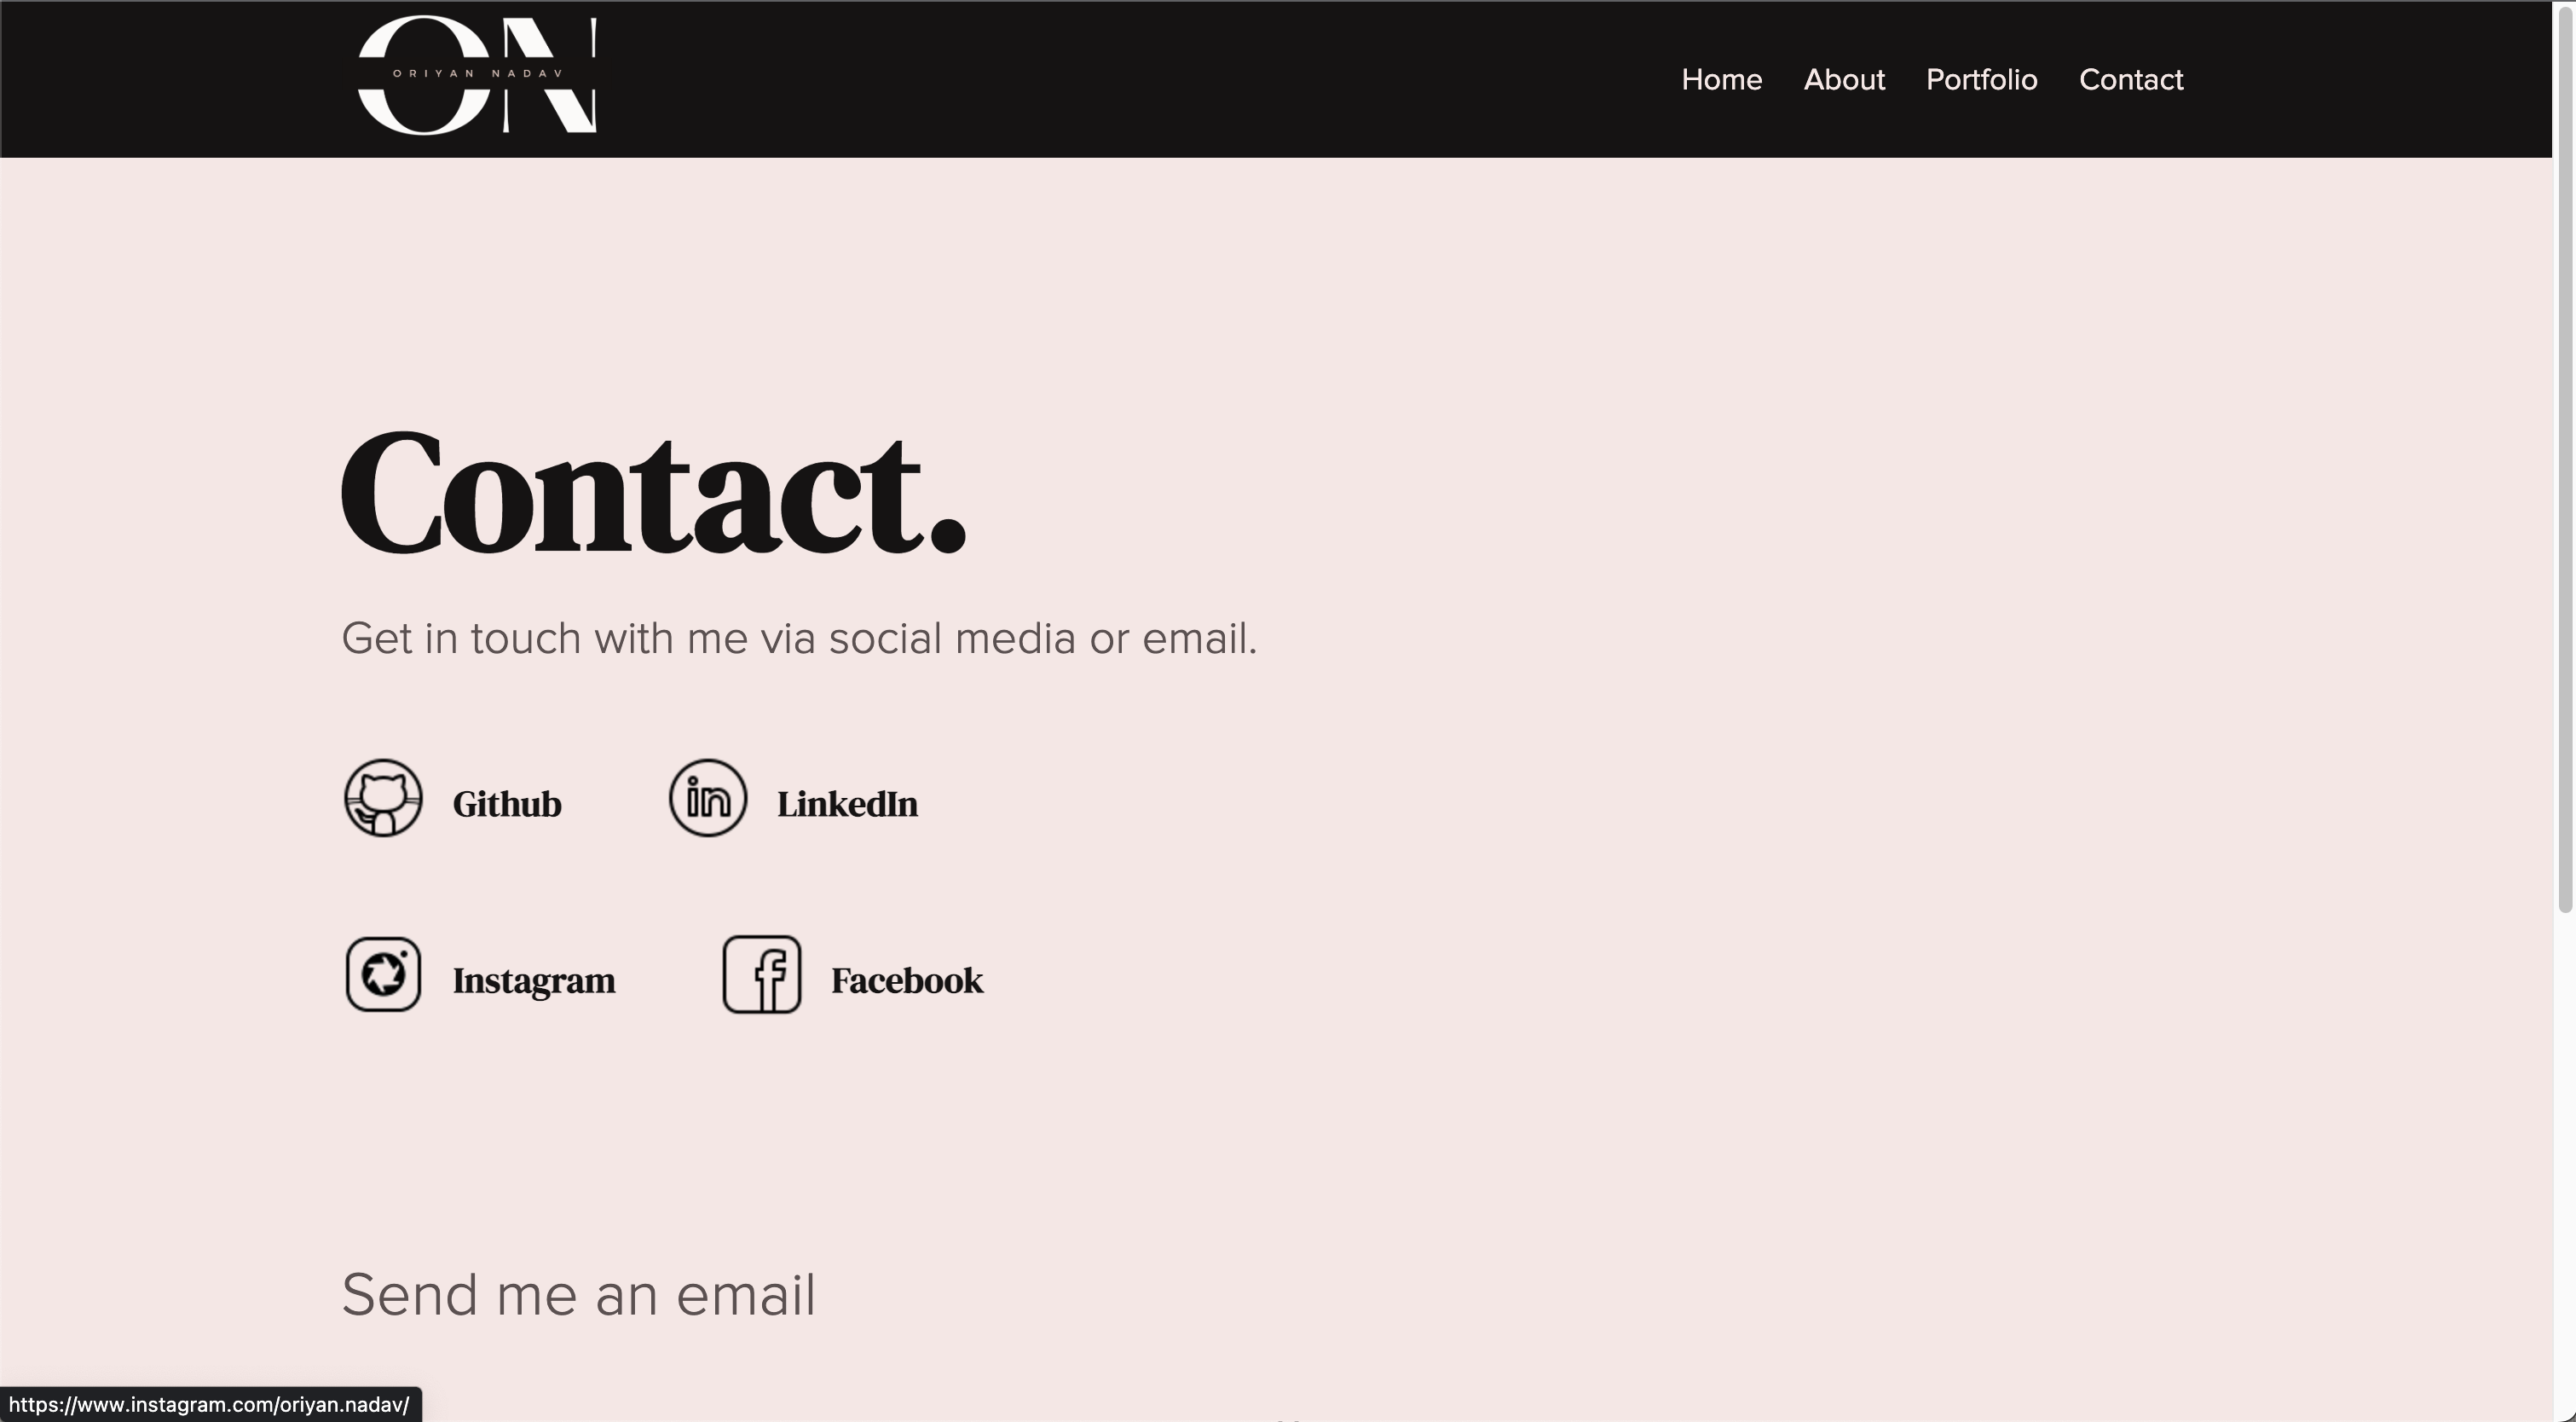 ON
ORIYAN NADAV
Home About Portfolio Contact
Contact.
Get in touch with me via social media or email.
Github LinkedIn
Instagram Facebook
Send me an email
https://www.instagram.com/oriyan.nadav/